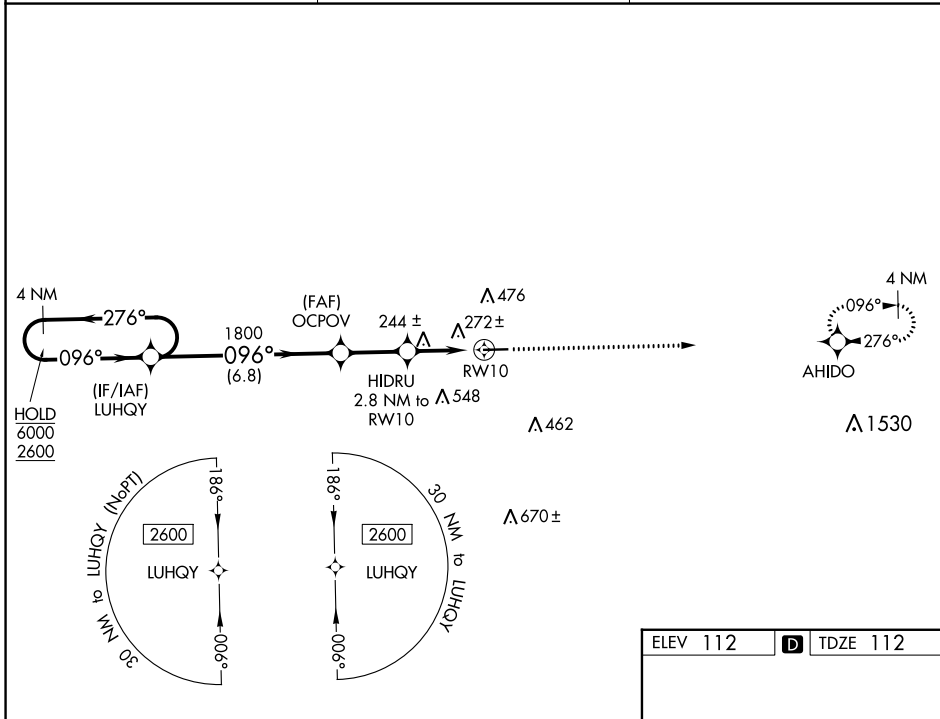 4 NM
276°
096°
HOLD
6000
2600
(IF/IAF)
LUHQY
1800
096°
(6.8)
(FAF)
OCPOV
244 ±
HIDRU
2.8 NM to
RW10
272±
476
548
RW10
462
670 ±
4 NM
096°
276°
AHIDO
1530
30 NM to LUHQY (NoPT)
186°
2600
LUHQY
006°
186°
2600
LUHQY
006°
30 NM to LUHQY
ELEV 112 D TDZE 112